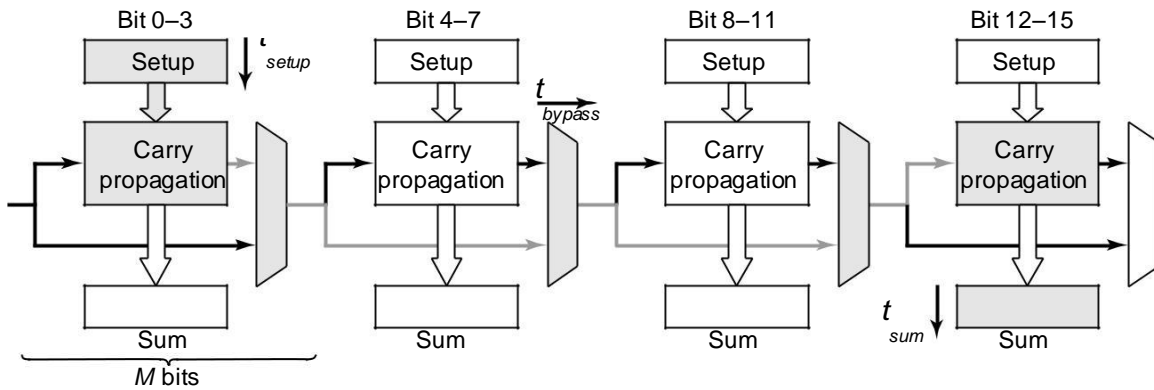 Bit 0–3
Bit 4–7
Bit 8–11
Bit 12–15
Setup
setup
Setup
Setup
Setup
t
bypass
Carry
propagation
Carry
propagation
Carry
propagation
Carry
propagation
t
sum
Sum
Sum
Sum
Sum
M bits